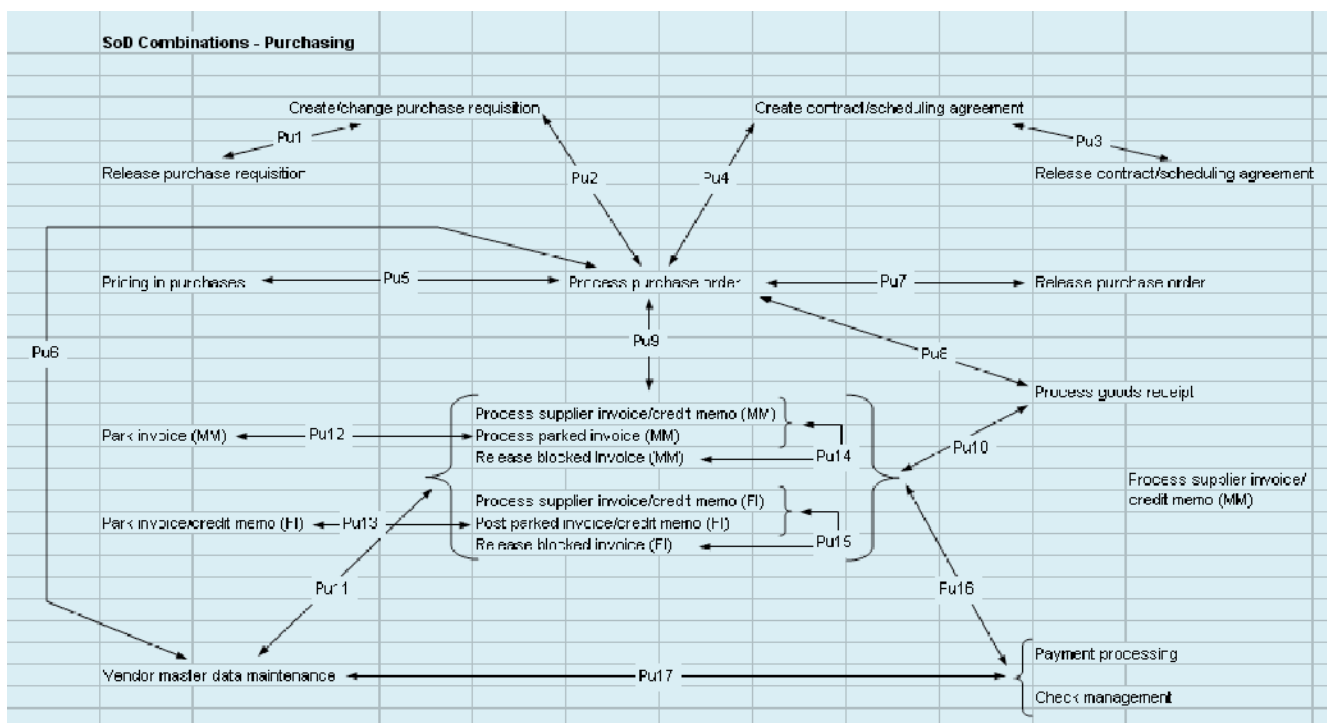 SoD Combinations - Purchasing
Create/change purchase requisition
Create contract/scheduling agreement
Pu1
Pu3
Release purchase requisition
Release contract/scheduling agreement
Pu2
Pu4
Pricing in purchases
Pu5
Process purchase order
Pu7
Release purchase order
Pu9
Pu6
Pu8
Process goods receipt
Process supplier invoice/credit memo (MM)
Park invoice (MM)
Pu12
Process parked invoice (MM)
Pu10
Release blocked invoice (MM)
Pu14
Process supplier invoice/
credit memo (MM)
Process supplier invoice/credit memo (FI)
Park invoice/credit memo (FI)
Pu13
Post parked invoice/credit memo (FI)
Release blocked invoice (FI)
Pu15
Pu11
Pu16
Payment processing
Vendor master data maintenance
Pu17
Check management